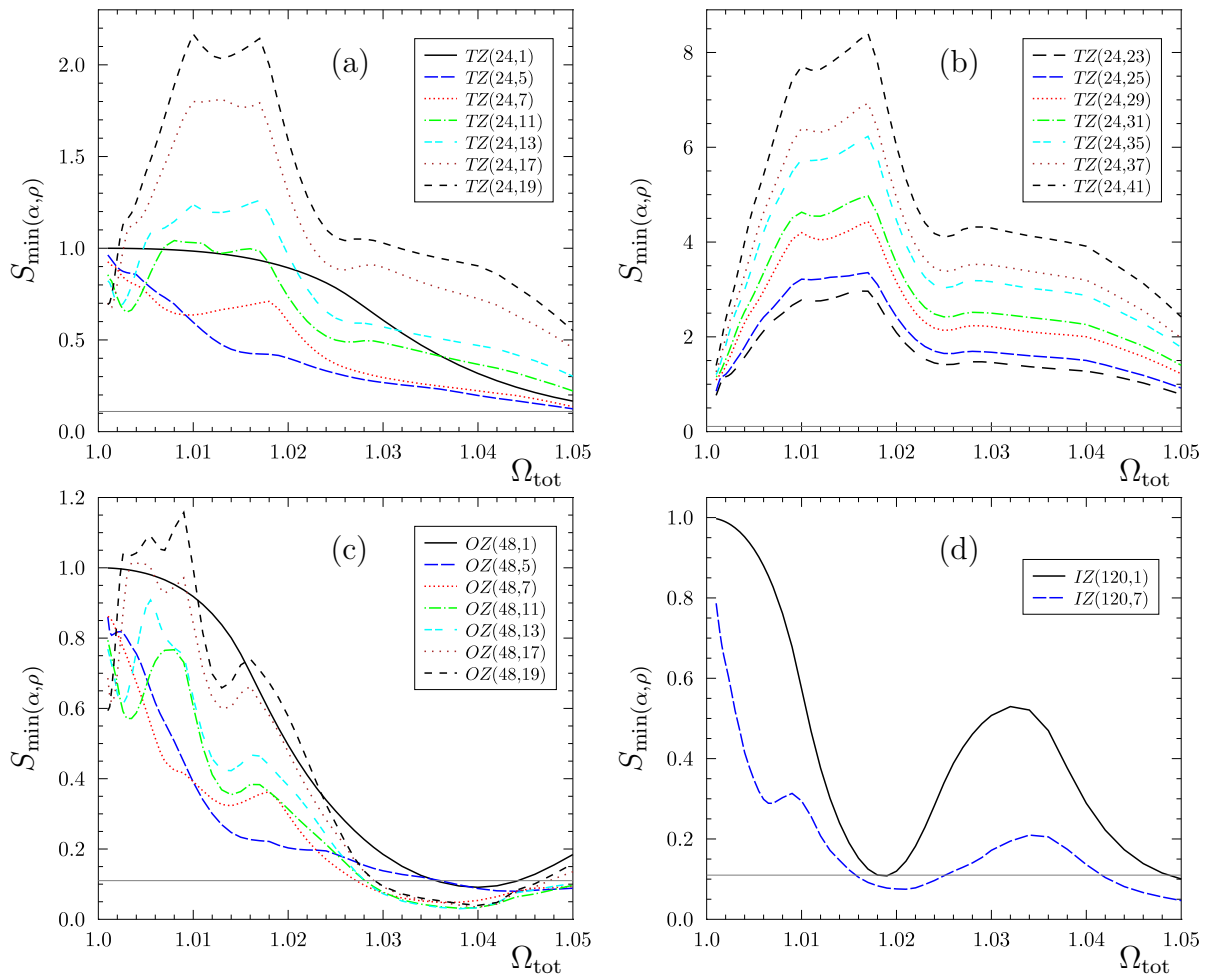 (a)
TZ(24,1)
TZ(24,5)
TZ(24,7)
TZ(24,11)
TZ(24,13)
TZ(24,17)
TZ(24,19)
S_min(α,ρ)
2.0
1.5
1.0
0.5
0.0
1.0 1.01 1.02 1.03 1.04 1.05
Ω_tot
(b)
TZ(24,23)
TZ(24,25)
TZ(24,29)
TZ(24,31)
TZ(24,35)
TZ(24,37)
TZ(24,41)
S_min(α,ρ)
8
6
4
2
0
1.0 1.01 1.02 1.03 1.04 1.05
Ω_tot
(c)
OZ(48,1)
OZ(48,5)
OZ(48,7)
OZ(48,11)
OZ(48,13)
OZ(48,17)
OZ(48,19)
S_min(α,ρ)
1.2
1.0
0.8
0.6
0.4
0.2
0.0
1.0 1.01 1.02 1.03 1.04 1.05
Ω_tot
(d)
IZ(120,1)
IZ(120,7)
S_min(α,ρ)
1.0
0.8
0.6
0.4
0.2
0.0
1.0 1.01 1.02 1.03 1.04 1.05
Ω_tot